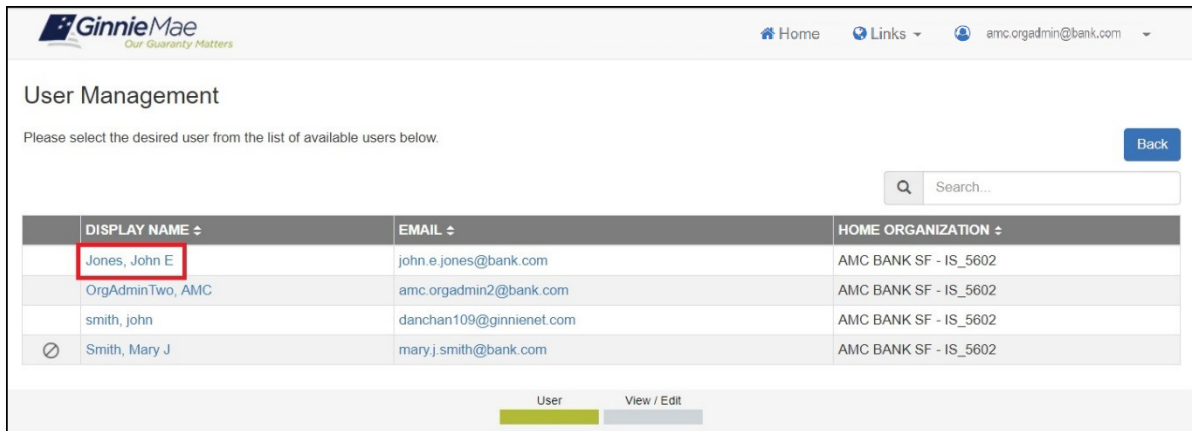 GinnieMae
Our Guaranty Matters
Home Links amc.orgadmin@bank.com
User Management
Please select the desired user from the list of available users below.
Back
Search...
DISPLAY NAME EMAIL HOME ORGANIZATION
Jones, John E john.e.jones@bank.com AMC BANK SF - IS_5602
OrgAdminTwo, AMC amc.orgadmin2@bank.com AMC BANK SF - IS_5602
smith, john danchan109@ginnienet.com AMC BANK SF - IS_5602
Smith, Mary J mary.j.smith@bank.com AMC BANK SF - IS_5602
User View / Edit